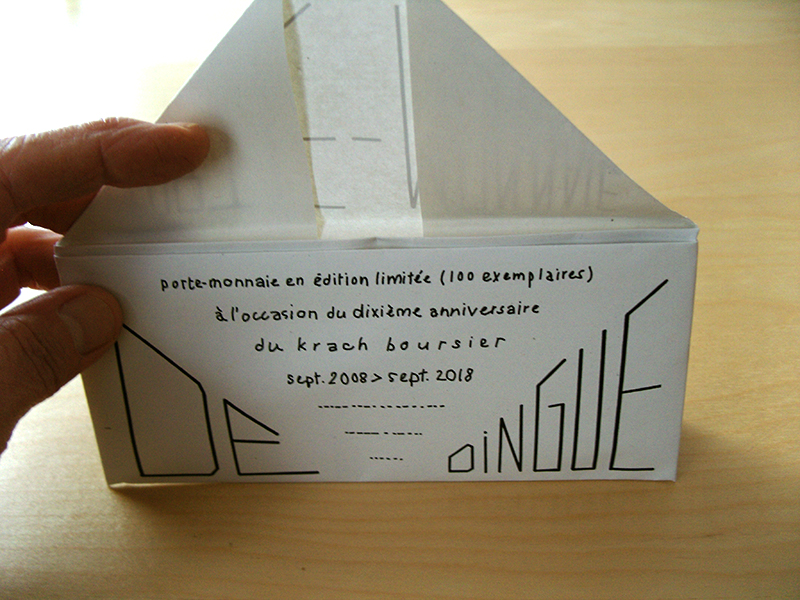 porte-monnaie en édition limitée (100 exemplaires)
à l'occasion du dixième anniversaire
du krach boursier
sept. 2008 > sept. 2018
DE DINGUE